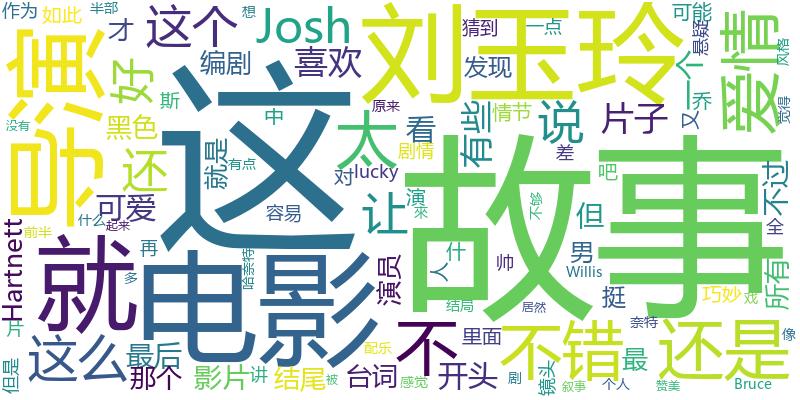 作为
如此
半部
才
这个
Josh
想
刘玉玲
猜到
一点
可能
悬疑
风格
导演
好
编剧
喜欢
发现
一个
乔
爱情
黑色
斯
中
原来
太
看
有些
情节
说
片子
又
觉得
没有
这
还
就是
有点
对
lucky
剧情
差
吧
不过
Hartnett
可爱
容易
让
演
來
故事
不够
但
男
全
什么
起来
前半
就
电影
再
多
哈奈特
演员
人
牛
帅
Willis
挺
所有
巧妙
戏
片
但是
这么
最后
那个
影片
讲
结尾
被
配乐
台词
感觉
不
开头
结局
里面
剧
不错
居然
镜头
叙事
奈特
个人
最
还是
赞美
Bruce
像